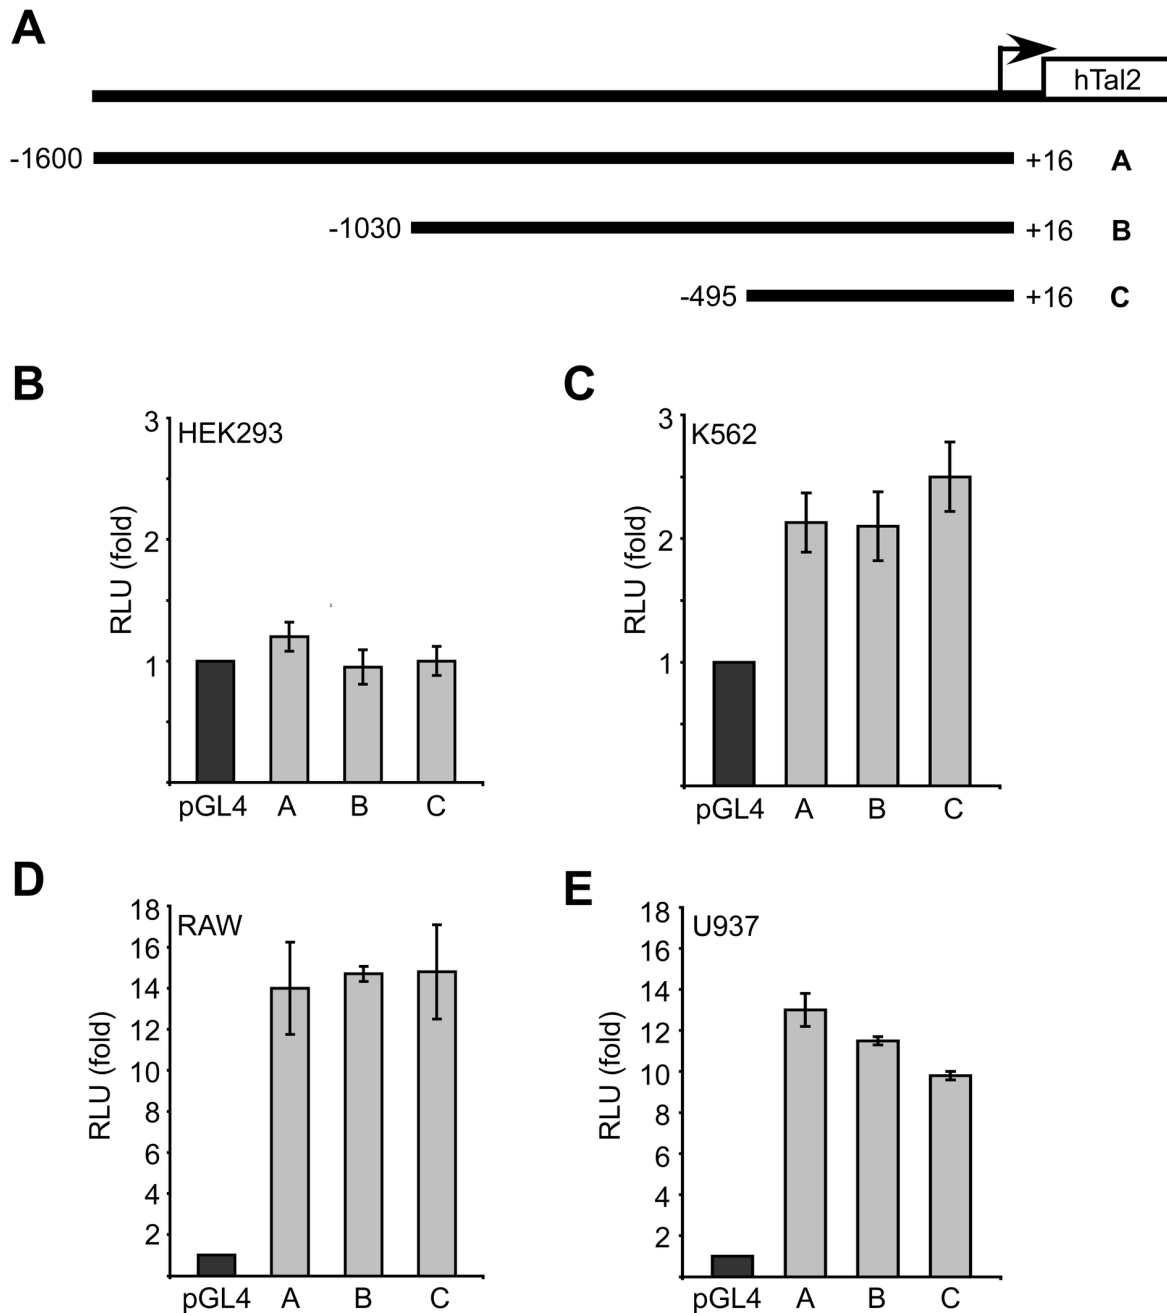 A
hTal2
-1600 +16 A
-1030 +16 B
-495 +16 C
B
HEK293
RLU (fold)
3
2
1
pGL4 A B C
C
K562
RLU (fold)
3
2
1
pGL4 A B C
D
RAW
RLU (fold)
18
16
14
12
10
8
6
4
2
pGL4 A B C
E
U937
RLU (fold)
18
16
14
12
10
8
6
4
2
pGL4 A B C